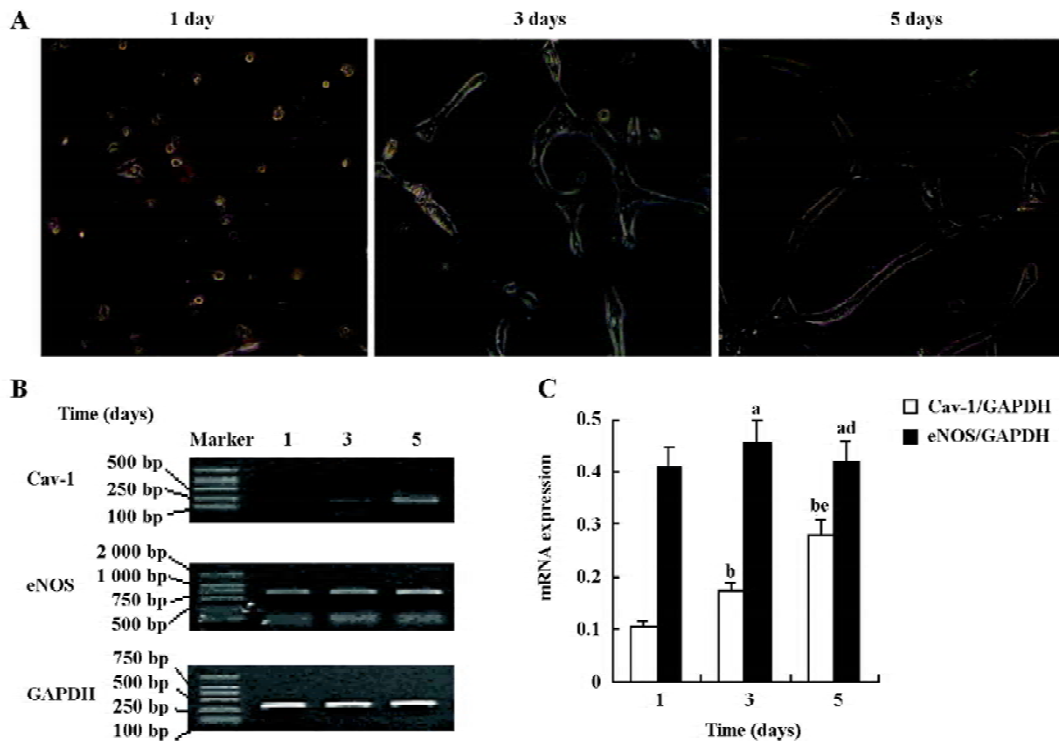 A
1 day 3 days 5 days
B
Time (days)
Marker 1 3 5
Cav-1
500 bp
250 bp
100 bp
eNOS
2 000 bp
1 000 bp
750 bp
500 bp
GAPDH
750 bp
500 bp
250 bp
100 bp
C
Cav-1/GAPDH
eNOS/GAPDH
mRNA expression
0.5
0.4
0.3
0.2
0.1
0
a
ad
b
be
1 3 5
Time (days)